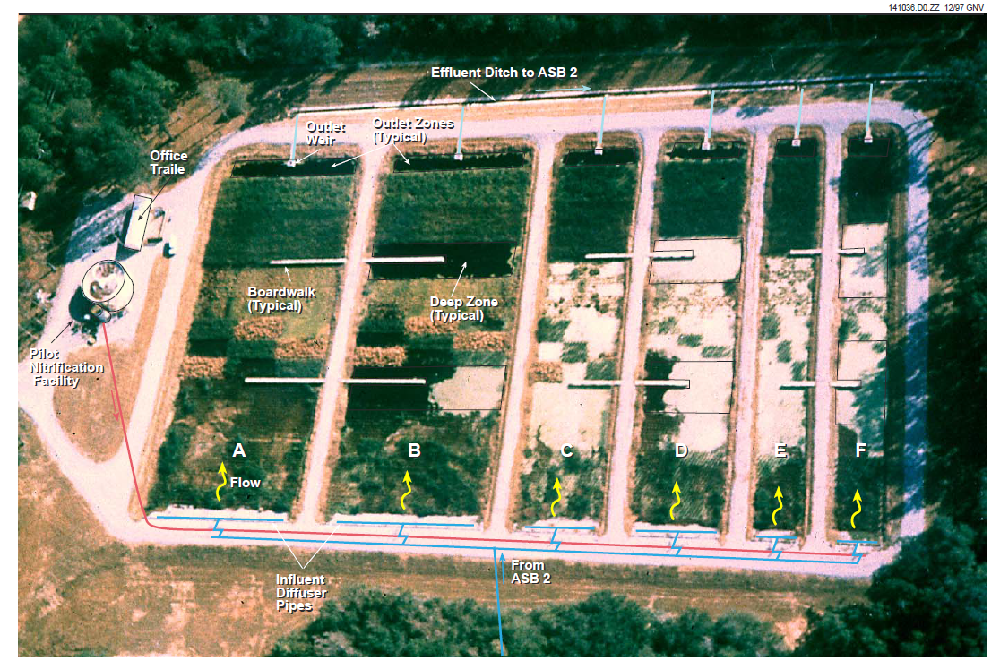 141036.D0.ZZ 12/97 GNV
Effluent Ditch to ASB 2
Outlet
Weir
Outlet Zones
(Typical)
Office
Traile
Boardwalk
(Typical)
Deep Zone
(Typical)
Pilot
Nitrification
Facility
A
B
C
D
E
F
Flow
From
ASB 2
Influent
Diffuser
Pipes